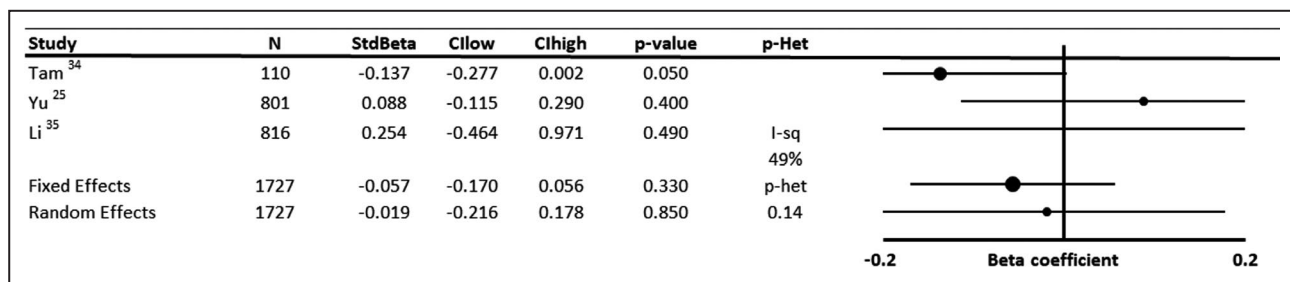 Study N StdBeta CIlow CIhigh p-value p-Het
Tam 34 110 -0.137 -0.277 0.002 0.050
Yu 25 801 0.088 -0.115 0.290 0.400
Li 35 816 0.254 -0.464 0.971 0.490 I-sq
49%
Fixed Effects 1727 -0.057 -0.170 0.056 0.330 p-het
Random Effects 1727 -0.019 -0.216 0.178 0.850 0.14
-0.2 Beta coefficient 0.2